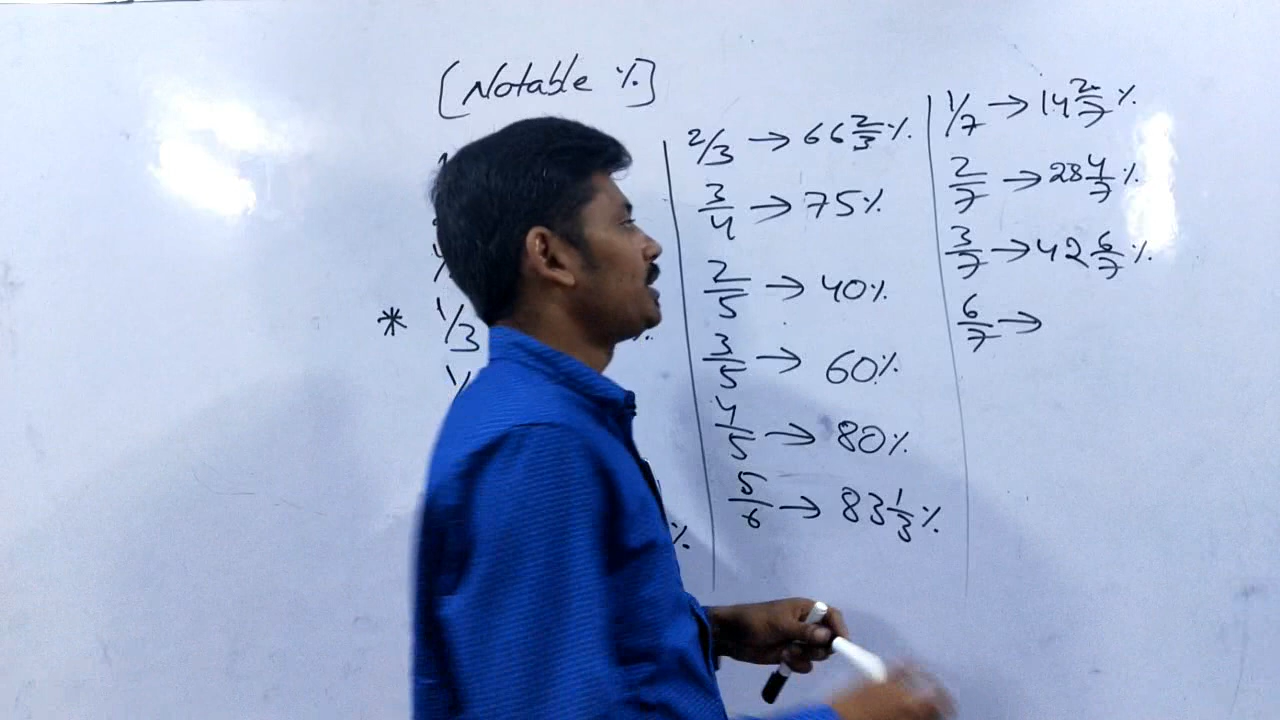 [Notable %]
* 1/3
2/3 → 66 2/3 %
3/4 → 75%
2/5 → 40%
3/5 → 60%
4/5 → 80%
5/6 → 83 1/3 %
1/7 → 14 2/7 %
2/7 → 28 4/7 %
3/7 → 42 6/7 %
6/7 →